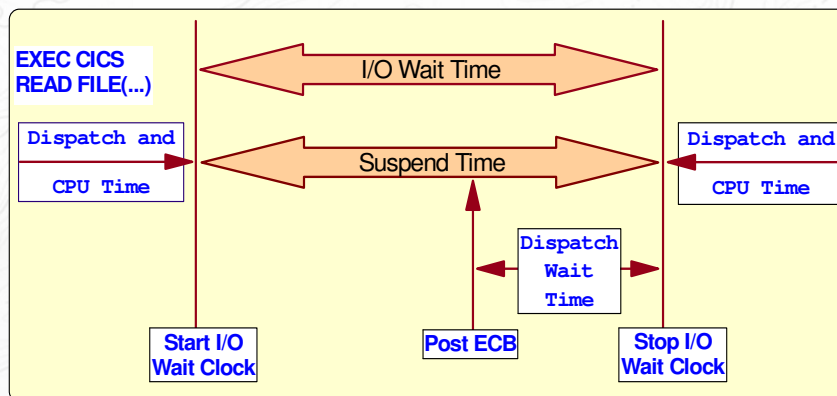 EXEC CICS
READ FILE(...)
I/O Wait Time
Dispatch and
CPU Time
Suspend Time
Dispatch and
CPU Time
Dispatch
Wait
Time
Start I/O
Wait Clock
Post ECB
Stop I/O
Wait Clock